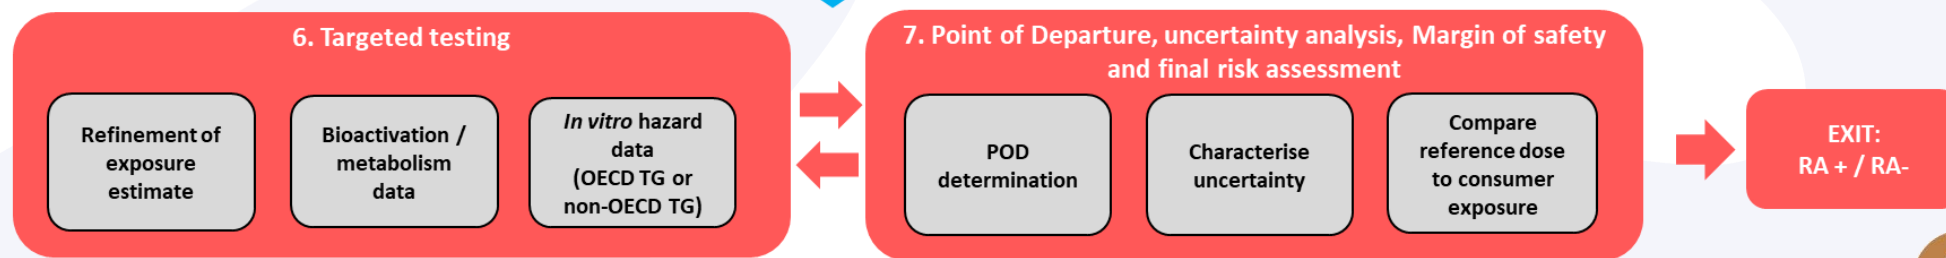 6. Targeted testing
Refinement of
exposure
estimate
Bioactivation /
metabolism
data
In vitro hazard
data
(OECD TG or
non-OECD TG)
7. Point of Departure, uncertainty analysis, Margin of safety
and final risk assessment
POD
determination
Characterise
uncertainty
Compare
reference dose
to consumer
exposure
EXIT:
RA + / RA-